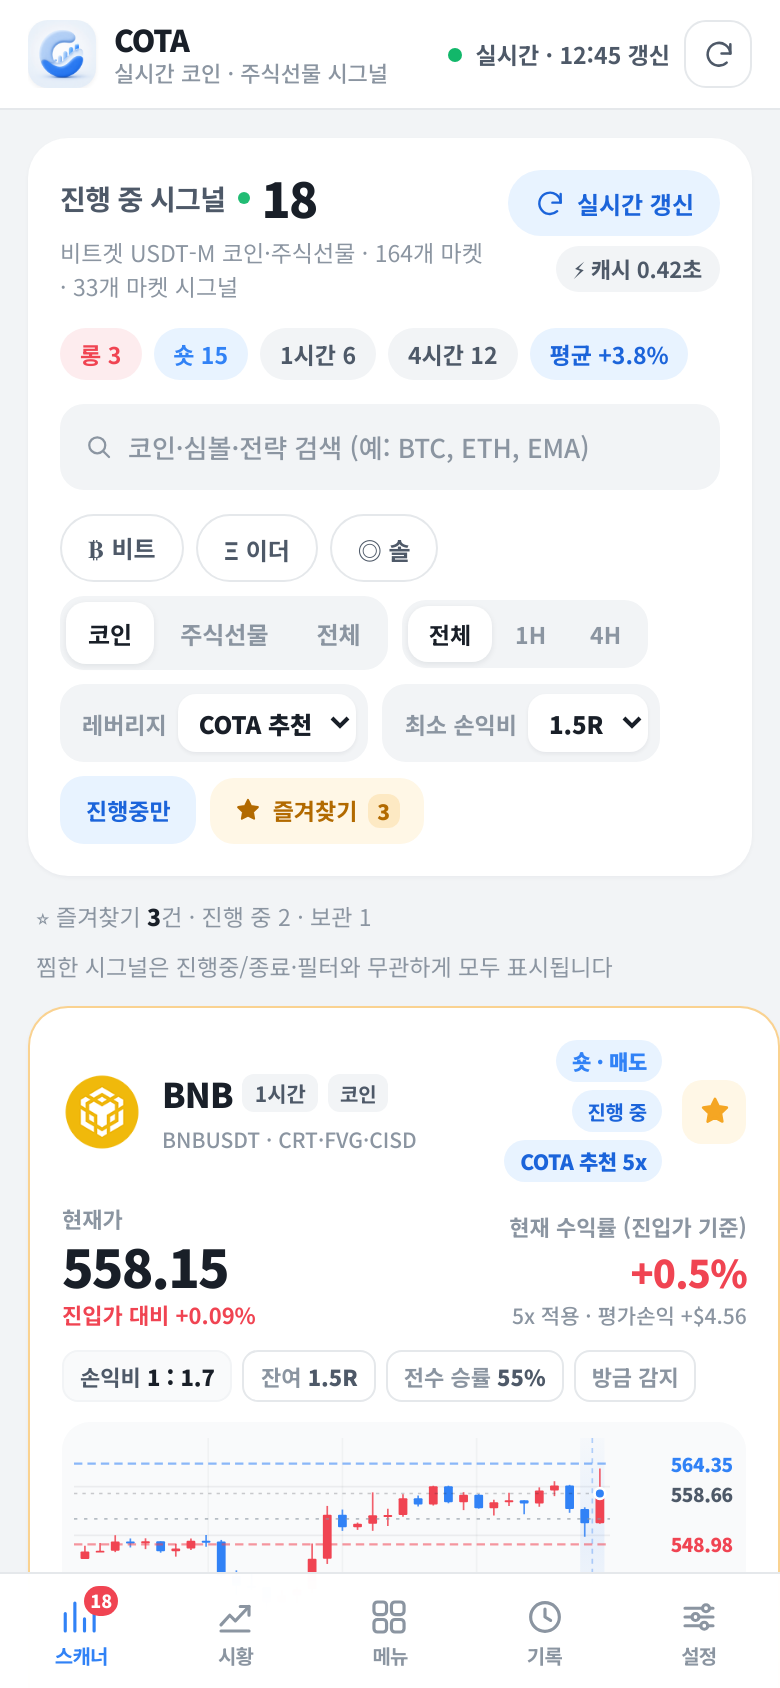 COTA
실시간 코인 · 주식선물 시그널
실시간 · 12:45 갱신
진행 중 시그널 18
실시간 갱신
비트겟 USDT-M 코인·주식선물 · 164개 마켓
· 33개 마켓 시그널
⚡ 캐시 0.42초
롱 3 숏 15 1시간 6 4시간 12 평균 +3.8%
코인·심볼·전략 검색 (예: BTC, ETH, EMA)
₿ 비트 Ξ 이더 ◎ 솔
코인 주식선물 전체 전체 1H 4H
레버리지 COTA 추천 최소 손익비 1.5R
진행중만 ★ 즐겨찾기 3
⭐ 즐겨찾기 3건 · 진행 중 2 · 보관 1
찜한 시그널은 진행중/종료·필터와 무관하게 모두 표시됩니다
BNB 1시간 코인
BNBUSDT · CRT·FVG·CISD
숏 · 매도
진행 중
COTA 추천 5x
현재가
558.15
진입가 대비 +0.09%
현재 수익률 (진입가 기준)
+0.5%
5x 적용 · 평가손익 +$4.56
손익비 1 : 1.7 잔여 1.5R 전수 승률 55% 방금 감지
564.35
558.66
548.98
18
스캐너 시황 메뉴 기록 설정